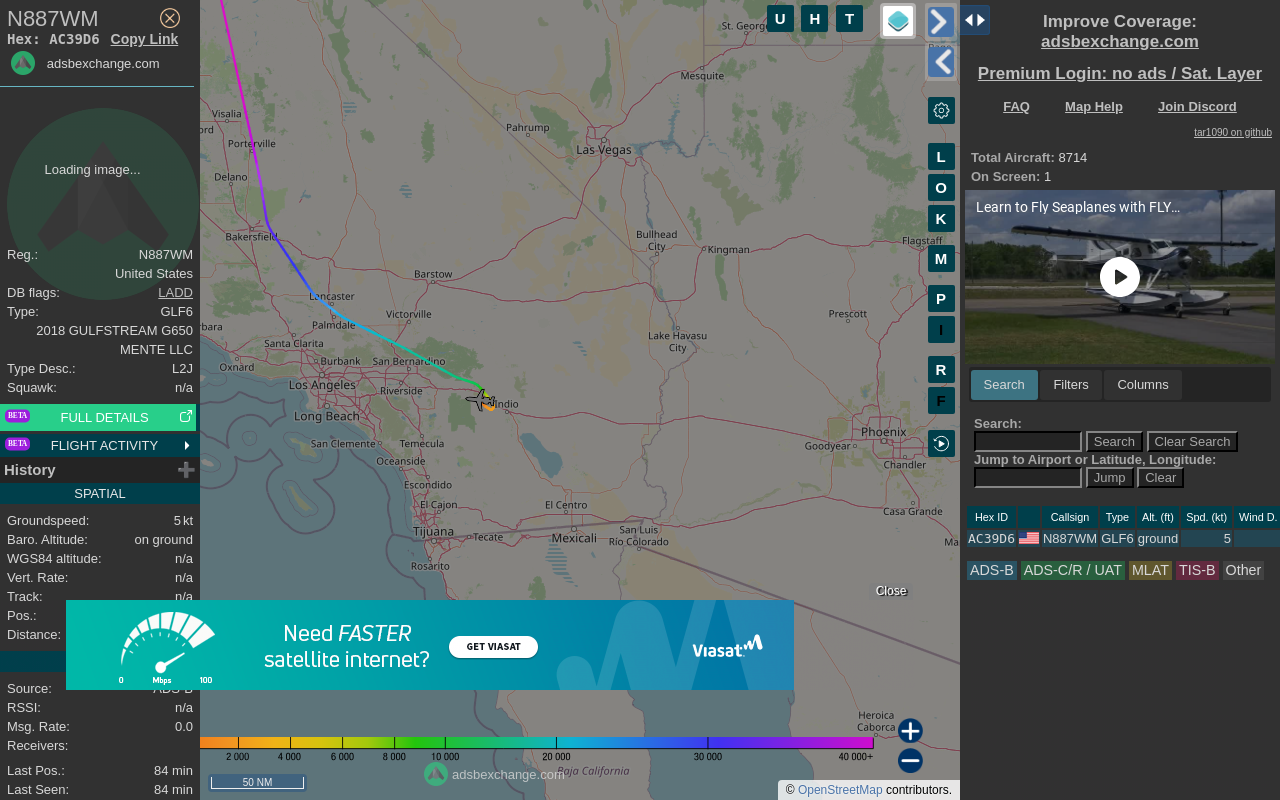 N887WM
Hex: AC39D6 Copy Link
adsbexchange.com
Loading image...
Reg.: N887WM
United States
DB flags: LADD
Type: GLF6
2018 GULFSTREAM G650
MENTE LLC
Type Desc.: L2J
Squawk: n/a
BETA FULL DETAILS
BETA FLIGHT ACTIVITY
History
SPATIAL
Groundspeed: 5 kt
Baro. Altitude: on ground
WGS84 altitude: n/a
Vert. Rate: n/a
Track: n/a
Pos.:
Distance:
Source: ADS-B
RSSI: n/a
Msg. Rate: 0.0
Receivers:
Last Pos.: 84 min
Last Seen: 84 min
U H T
L
O
K
M
P
I
R
F
St. George
Mesquite
Visalia
Porterville
Pahrump
Las Vegas
Delano
Bakersfield
Bullhead
City
Kingman
Flagstaff
Barstow
Lancaster
Palmdale
Victorville
Prescott
Lake Havasu
City
Santa Clarita
Oxnard
Burbank
San Bernardino
Los Angeles
Riverside
Indio
Long Beach
San Clemente
Temecula
Phoenix
Goodyear
Chandler
Oceanside
Escondido
El Cajon
El Centro
Casa Grande
Tijuana
Tecate
Mexicali
San Luis
Río Colorado
Rosarito
Close
Need FASTER
satellite internet?
GET VIASAT
Viasat
0 Mbps 100
Heroica
Caborca
2 000 4 000 6 000 8 000 10 000 20 000 30 000 40 000+
adsbexchange.com
Baja California
50 NM
© OpenStreetMap contributors.
Improve Coverage:
adsbexchange.com
Premium Login: no ads / Sat. Layer
FAQ Map Help Join Discord
tar1090 on github
Total Aircraft: 8714
On Screen: 1
Learn to Fly Seaplanes with FLY...
Search Filters Columns
Search:
Search Clear Search
Jump to Airport or Latitude, Longitude:
Jump Clear
Hex ID Callsign Type Alt. (ft) Spd. (kt) Wind D.
AC39D6 N887WM GLF6 ground 5
ADS-B ADS-C/R / UAT MLAT TIS-B Other